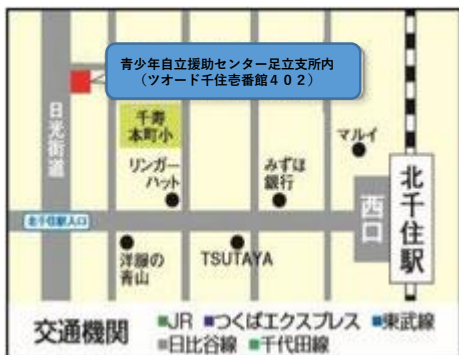 青少年自立援助センター足立支所内
（ツオード千住壱番館４０２）
日光街道
千寿
本町小
マルイ
リンガー
ハット
みずほ
銀行
北千住駅
西口
北千住駅入口
洋服の
青山
TSUTAYA
交通機関
■JR ■つくばエクスプレス ■東武線
■日比谷線 ■千代田線